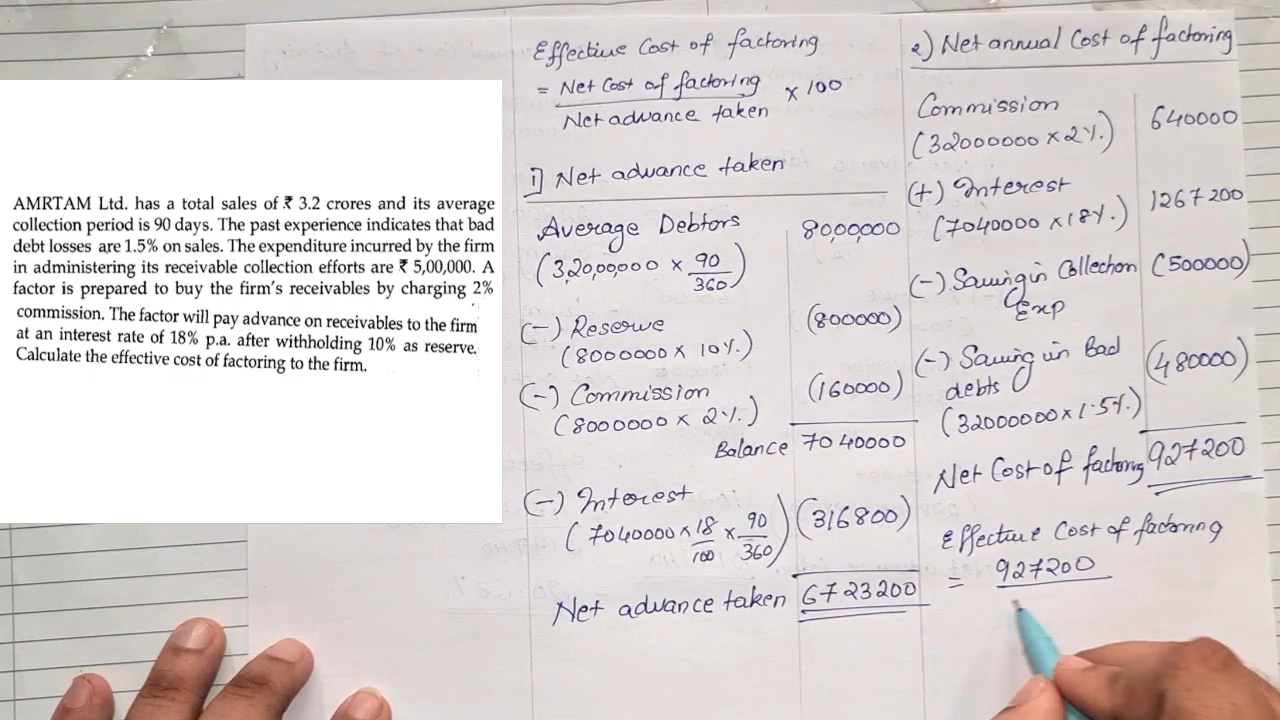 AMRTAM Ltd. has a total sales of ₹ 3.2 crores and its average
collection period is 90 days. The past experience indicates that bad
debt losses are 1.5% on sales. The expenditure incurred by the firm
in administering its receivable collection efforts are ₹ 5,00,000. A
factor is prepared to buy the firm's receivables by charging 2%
commission. The factor will pay advance on receivables to the firm
at an interest rate of 18% p.a. after withholding 10% as reserve.
Calculate the effective cost of factoring to the firm.
Effective Cost of factoring
= Net Cost of factoring × 100
Net advance taken
i] Net advance taken
Average Debtors 80,00,000
(3,20,00,000 × 90/360)
(-) Reserve (800000)
(8000000 × 10%.)
(-) Commission (160000)
(8000000 × 2%.)
Balance 7040000
(-) Interest (316800)
(7040000 × 18/100 × 90/360)
Net advance taken 6723200
2) Net annual Cost of factoring
Commission 640000
(32000000 × 2%.)
(+) Interest 1267200
(7040000 × 18%.)
(-) Saving in Collection (500000)
Exp
(-) Saving in Bad (480000)
debts
(32000000 × 1.5%.)
Net Cost of factoring 927200
Effective Cost of factoring
= 927200